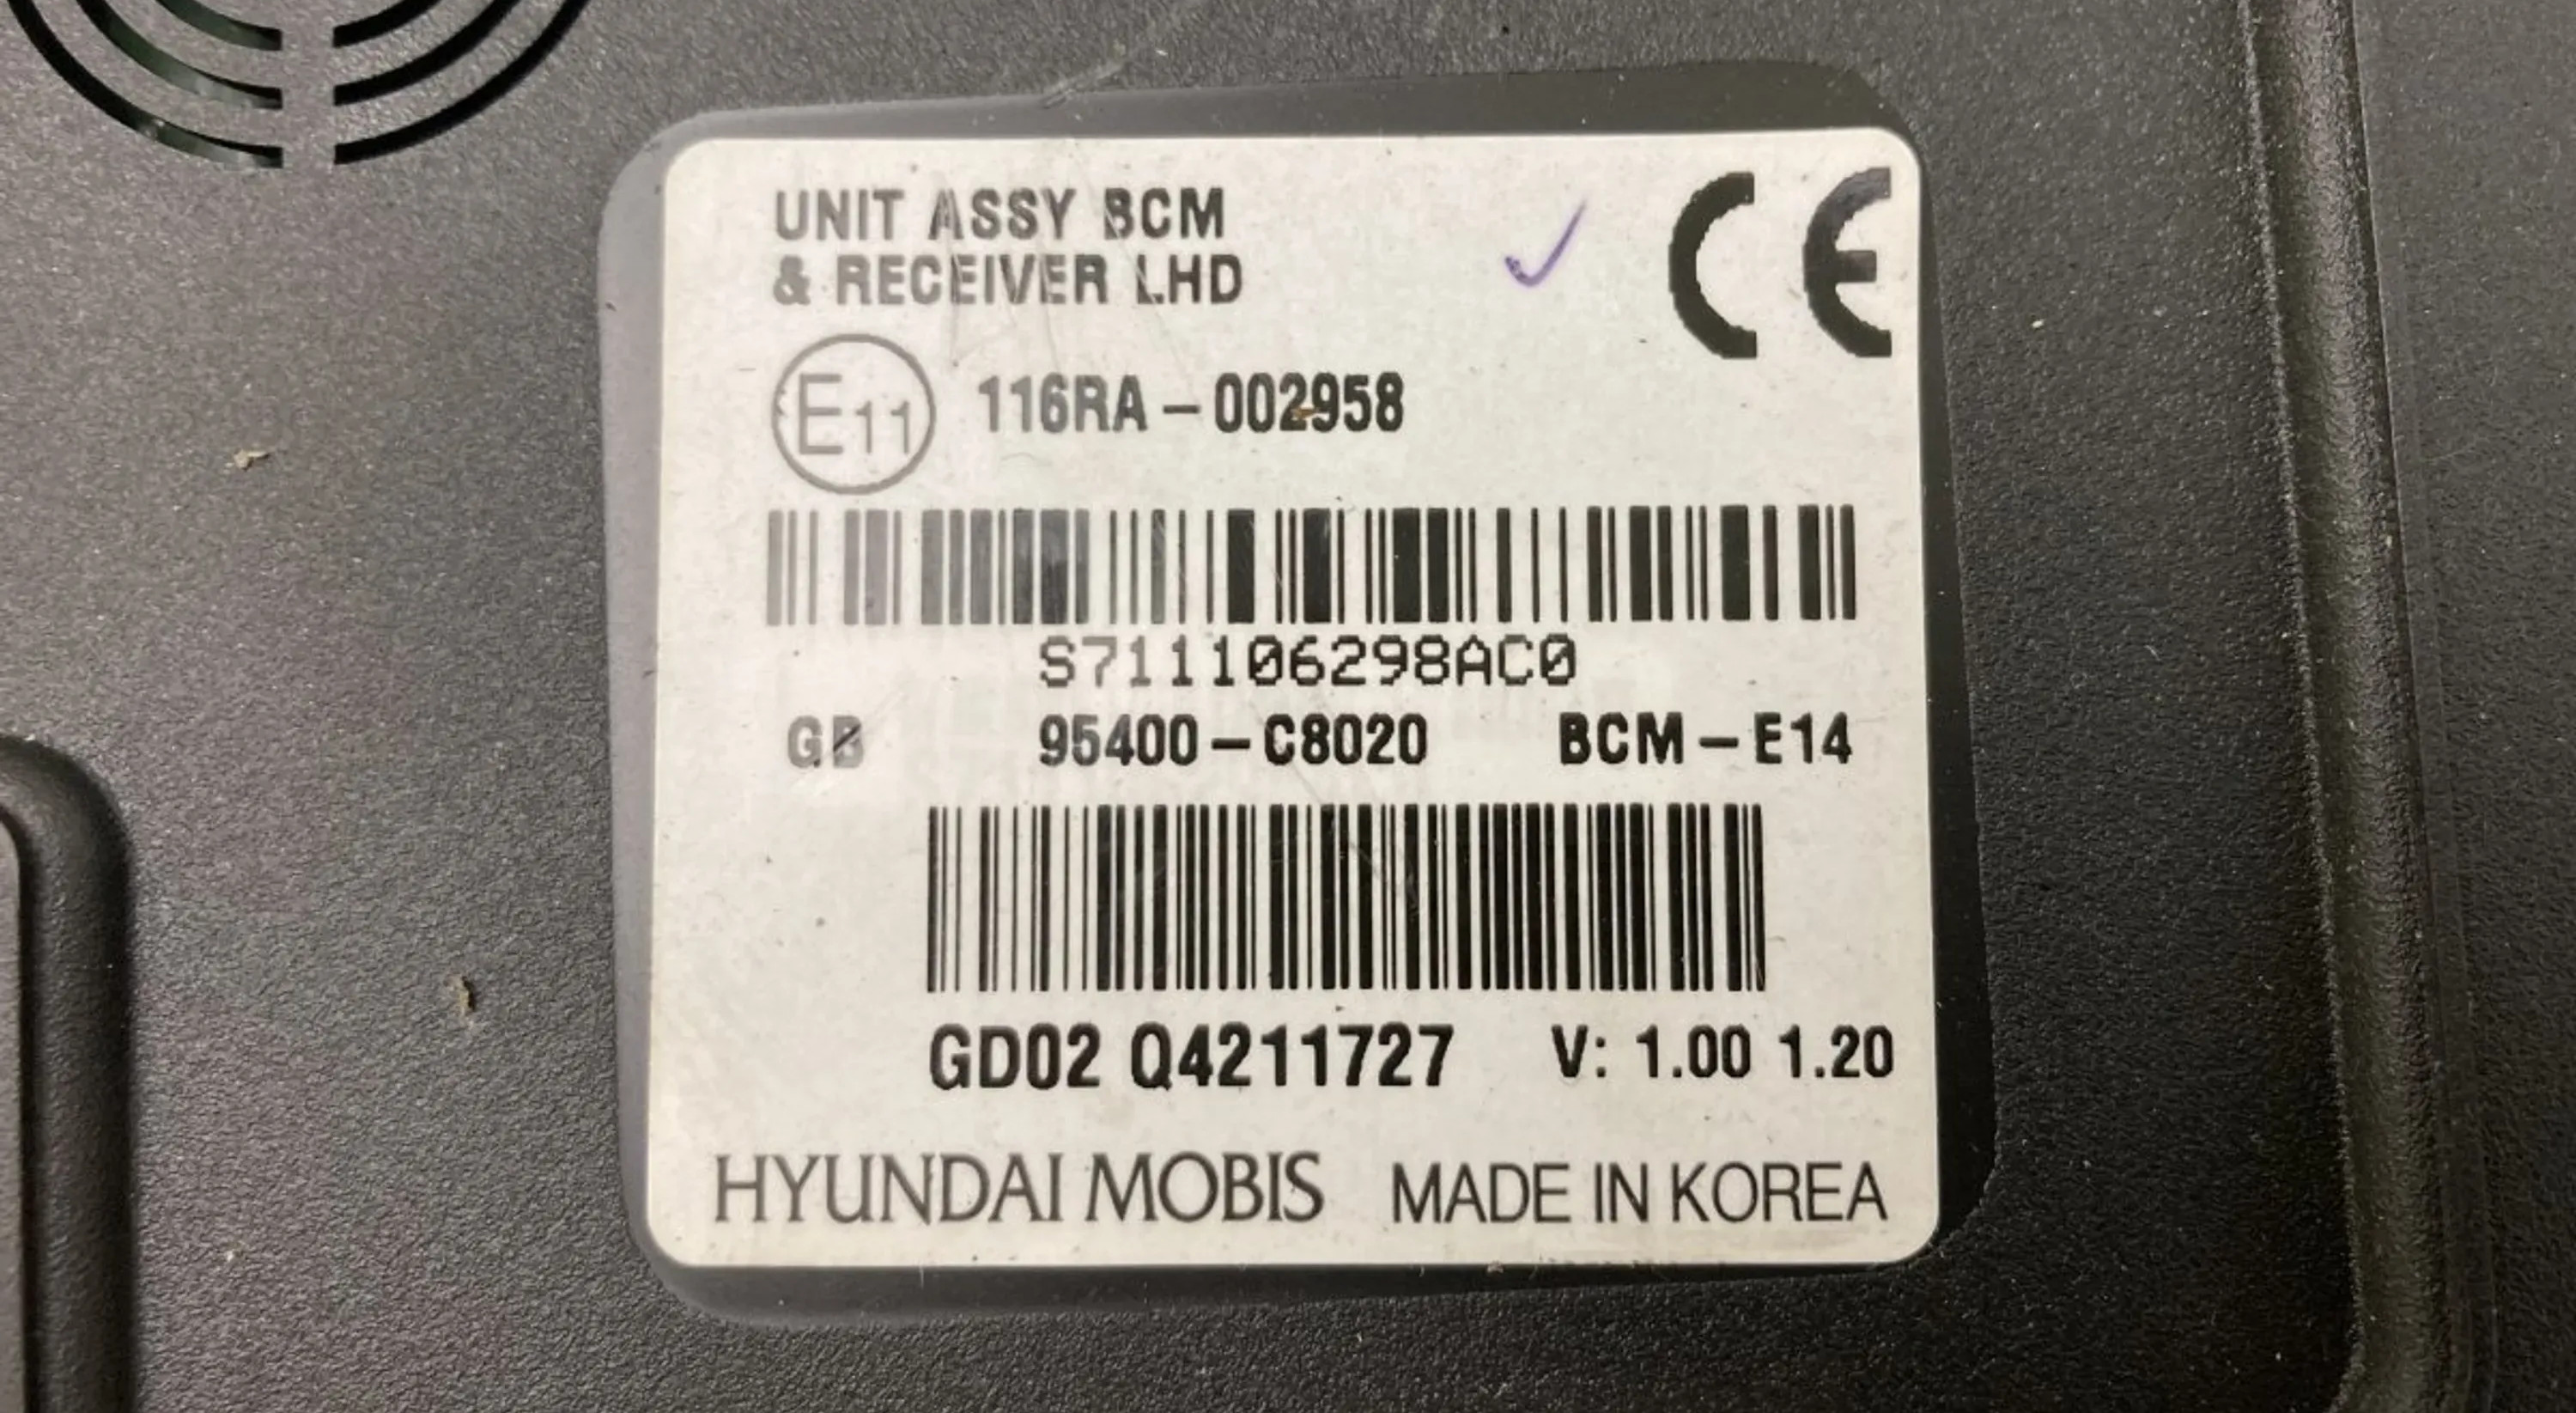 UNIT ASSY BCM
& RECEIVER LHD
CE
E11 116RA-002958
S711106298AC0
GB 95400-C8020 BCM-E14
GD02 Q4211727 V: 1.00 1.20
HYUNDAI MOBIS MADE IN KOREA